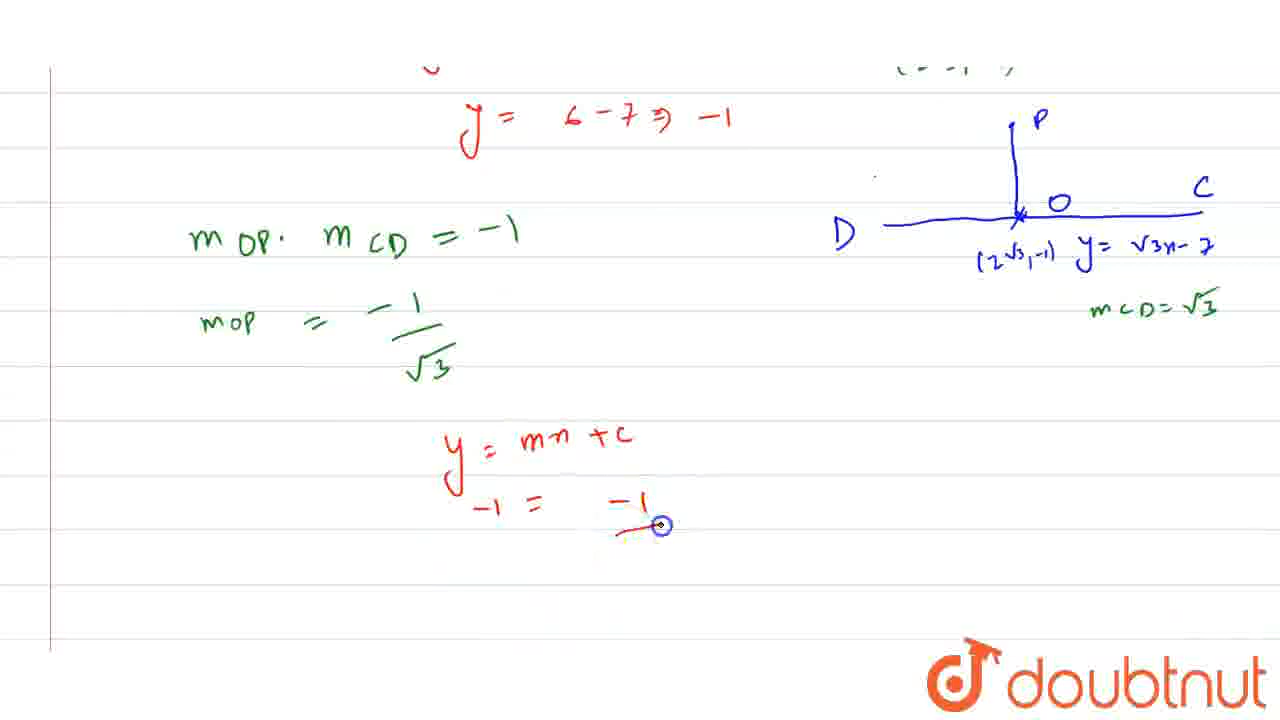 y = 6 - 7 ⇒ -1
P
C
O
D
(2√3, -1) y = √3x - 7
m OP . m CD = -1
m CD = √3
m OP = -1/√3
y = mx + c
-1 = -1
doubtnut